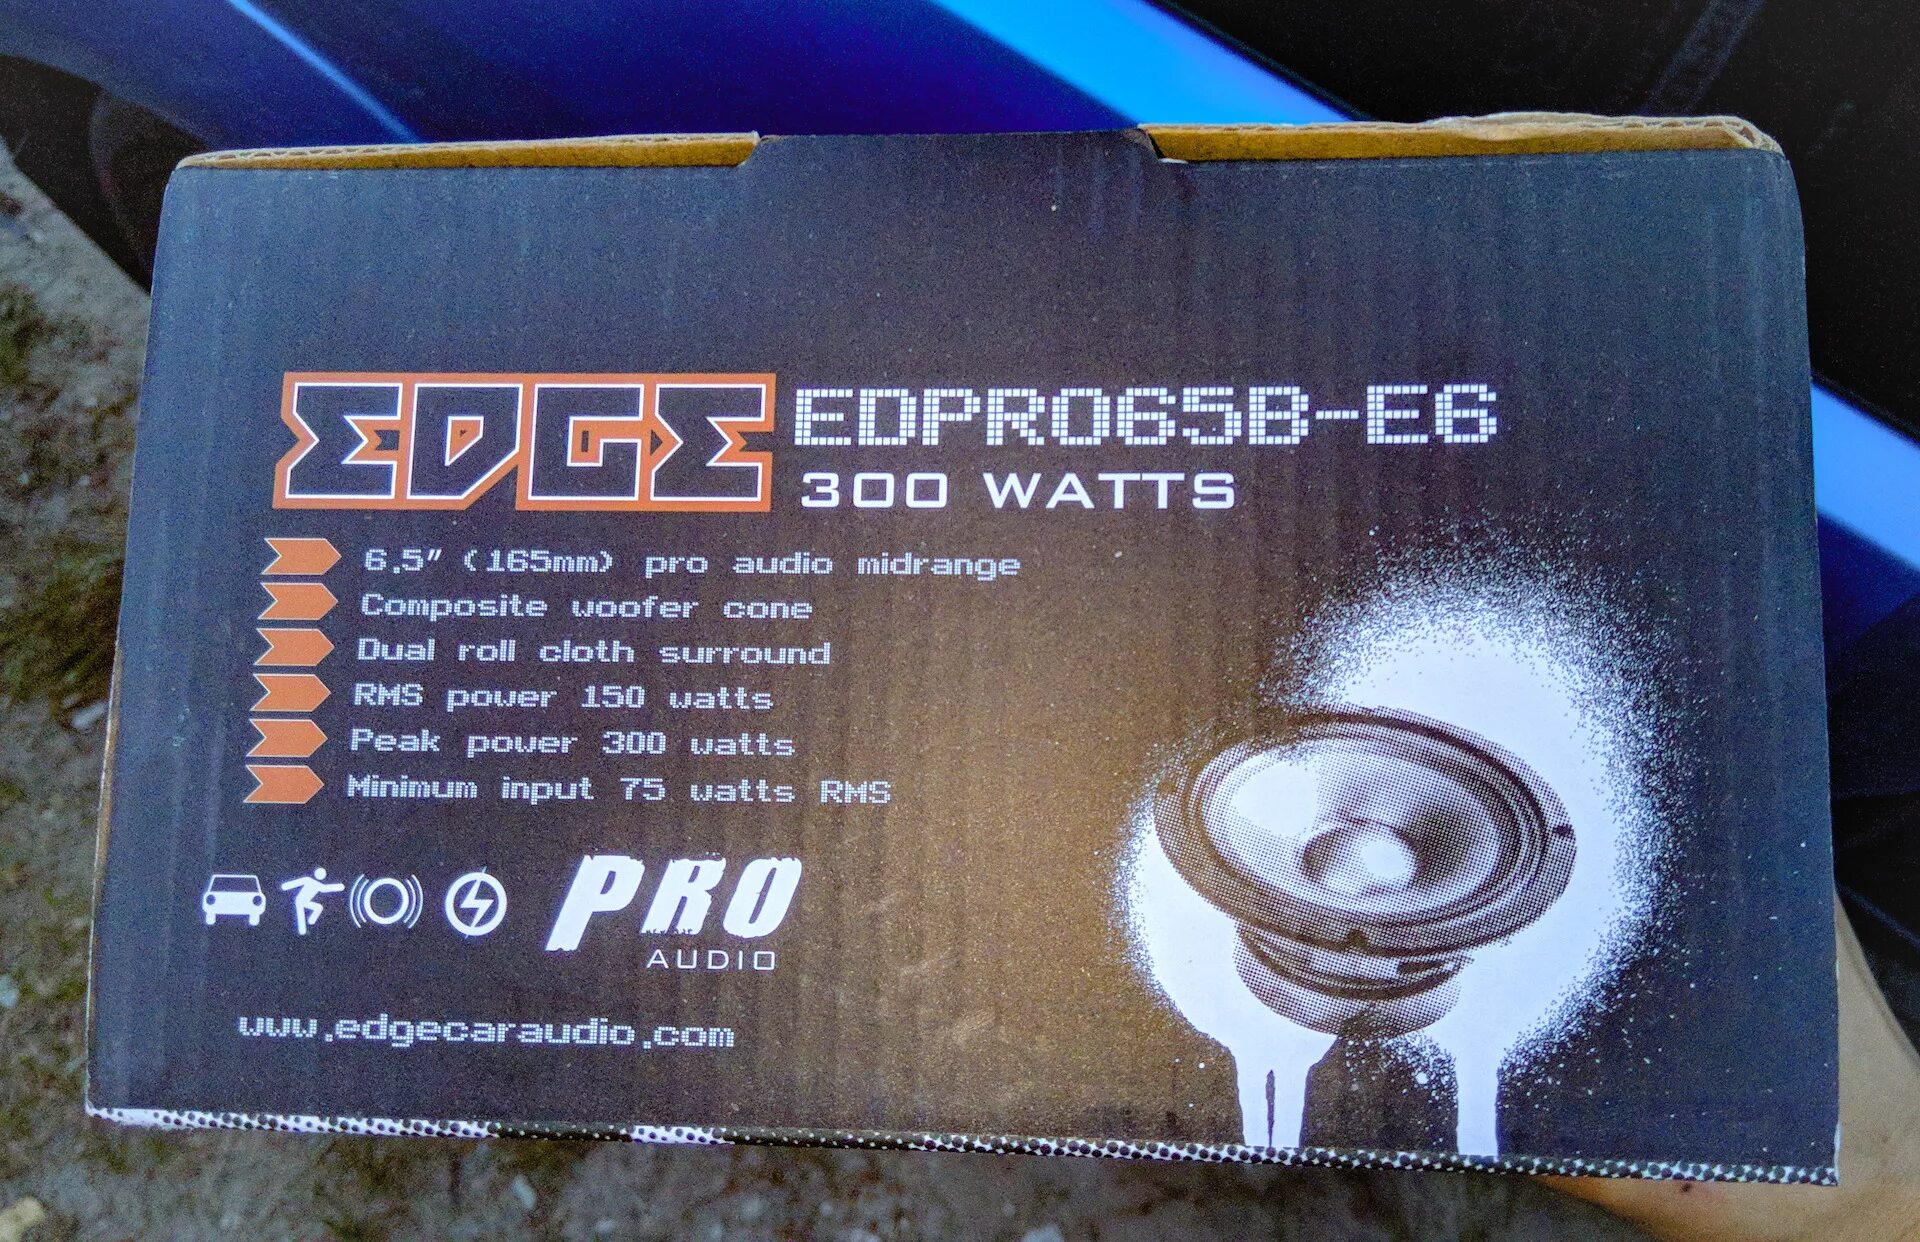 EDGE EDPRO65B-E6
300 WATTS
6.5" (165mm) pro audio midrange
Composite woofer cone
Dual roll cloth surround
RMS power 150 watts
Peak power 300 watts
Minimum input 75 watts RMS
PRO
AUDIO
www.edgecaraudio.com